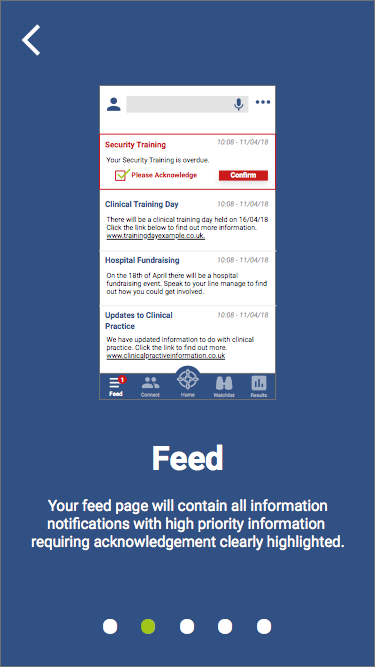 Security Training 10:08 - 11/04/18
Your Security Training is overdue.
Please Acknowledge Confirm
Clinical Training Day 10:08 - 11/04/18
There will be a clinical training day held on 16/04/18
Click the link below to find out more information.
www.trainingdayexample.co.uk.
Hospital Fundraising 10:08 - 11/04/18
On the 18th of April there will be a hospital
fundraising event. Speak to your line manage to find
out how you could get involved.
Updates to Clinical 10:08 - 11/04/18
Practice
We have updated information to do with clinical
practice. Click the link to find out more.
www.clinicalpractiveinformation.co.uk
1
Feed Connect Home Watchlist Results
Feed
Your feed page will contain all information
notifications with high priority information
requiring acknowledgement clearly highlighted.